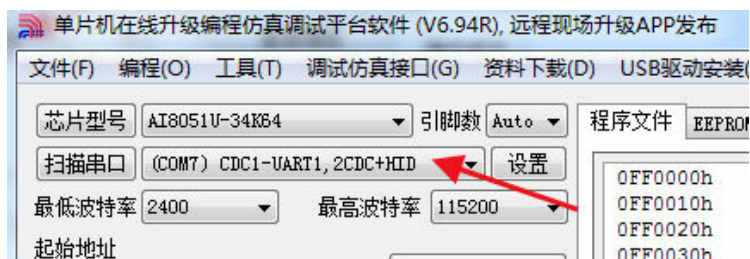 单片机在线升级编程仿真调试平台软件 (V6.94R), 远程现场升级APP发布
文件(F) 编程(O) 工具(T) 调试仿真接口(G) 资料下载(D) USB驱动安装(
芯片型号 AI8051U-34K64 引脚数 Auto 程序文件 EEPROM
扫描串口 (COM7) CDC1-UART1,2CDC+HID 设置
0FF0000h
最低波特率 2400 最高波特率 115200
0FF0010h
0FF0020h
起始地址
0FF0030h